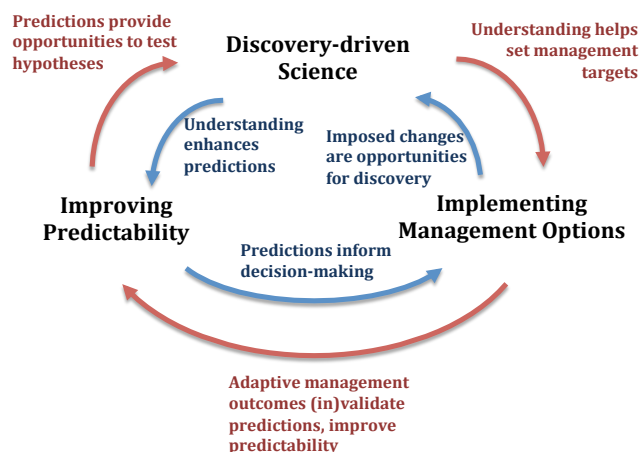 Predictions provide
opportunities to test
hypotheses
Discovery-driven
Science
Understanding helps
set management
targets
Understanding
enhances
predictions
Imposed changes
are opportunities
for discovery
Improving
Predictability
Implementing
Management Options
Predictions inform
decision-making
Adaptive management
outcomes (in)validate
predictions, improve
predictability